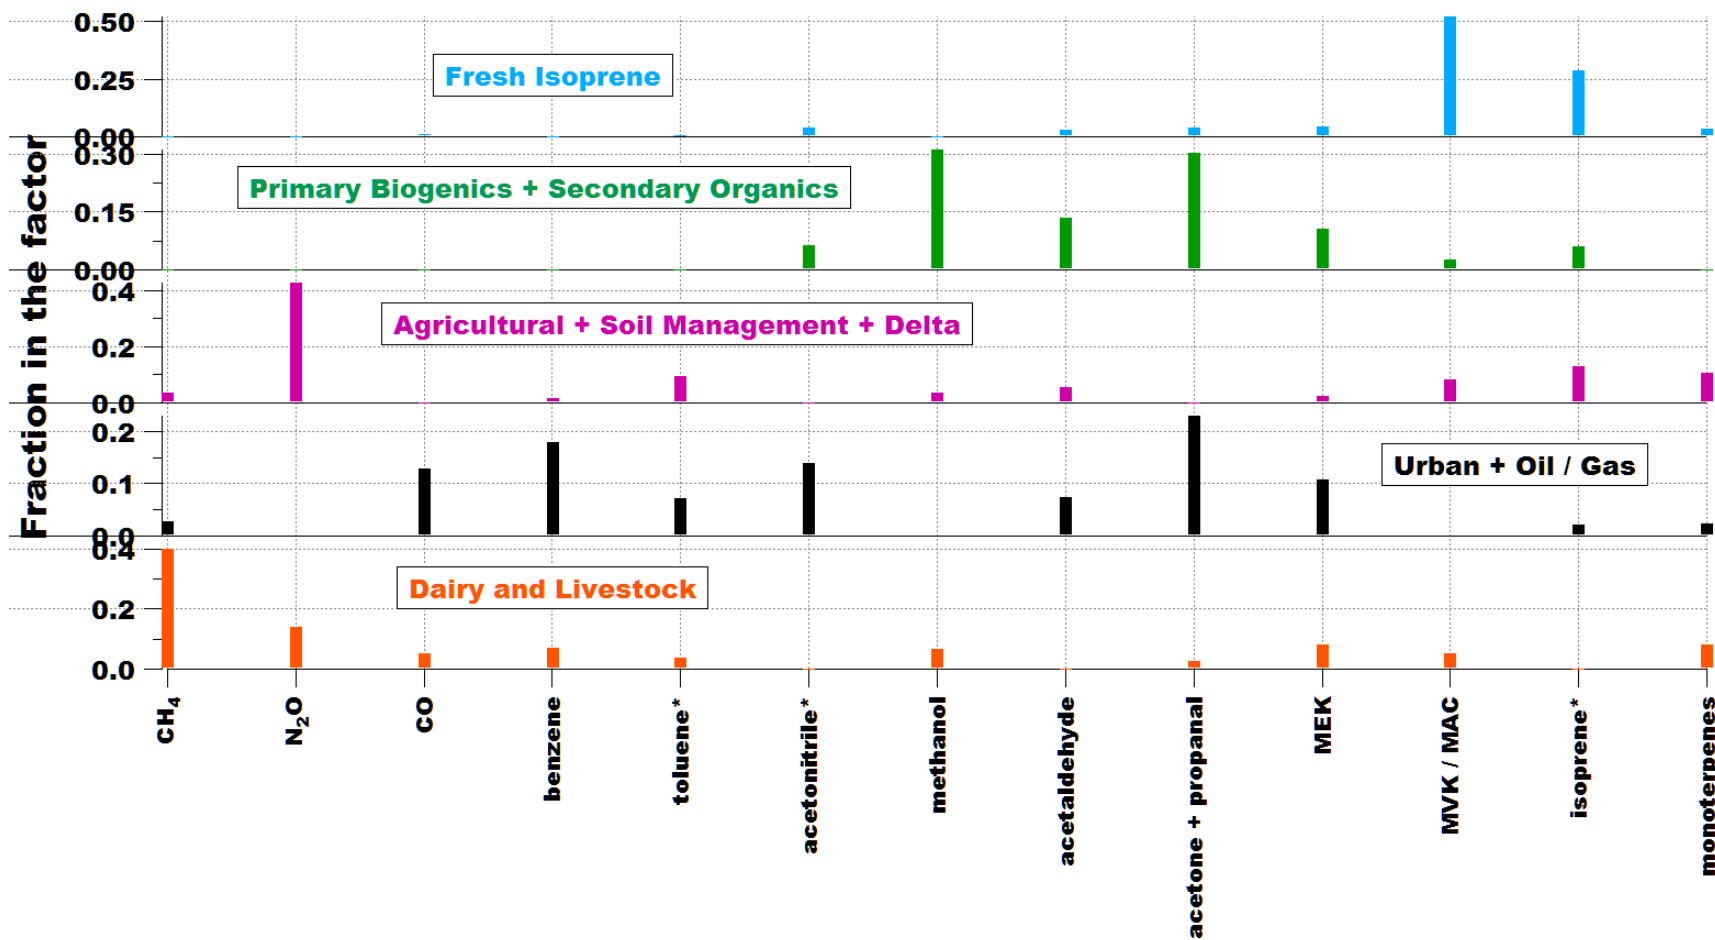 Fraction in the factor
0.50
0.25
0.00
Fresh Isoprene
0.30
0.15
0.00
Primary Biogenics + Secondary Organics
0.4
0.2
0.0
Agricultural + Soil Management + Delta
0.2
0.1
0.0
Urban + Oil / Gas
0.4
0.2
0.0
Dairy and Livestock
CH₄
N₂O
CO
benzene
toluene*
acetonitrile*
methanol
acetaldehyde
acetone + propanal
MEK
MVK / MAC
isoprene*
monoterpenes